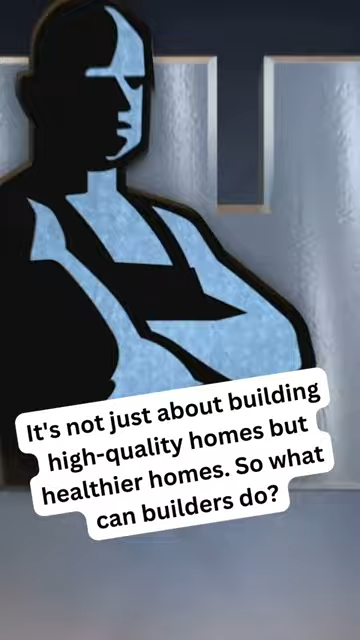 It's not just about building
high-quality homes but
healthier homes. So what
can builders do?